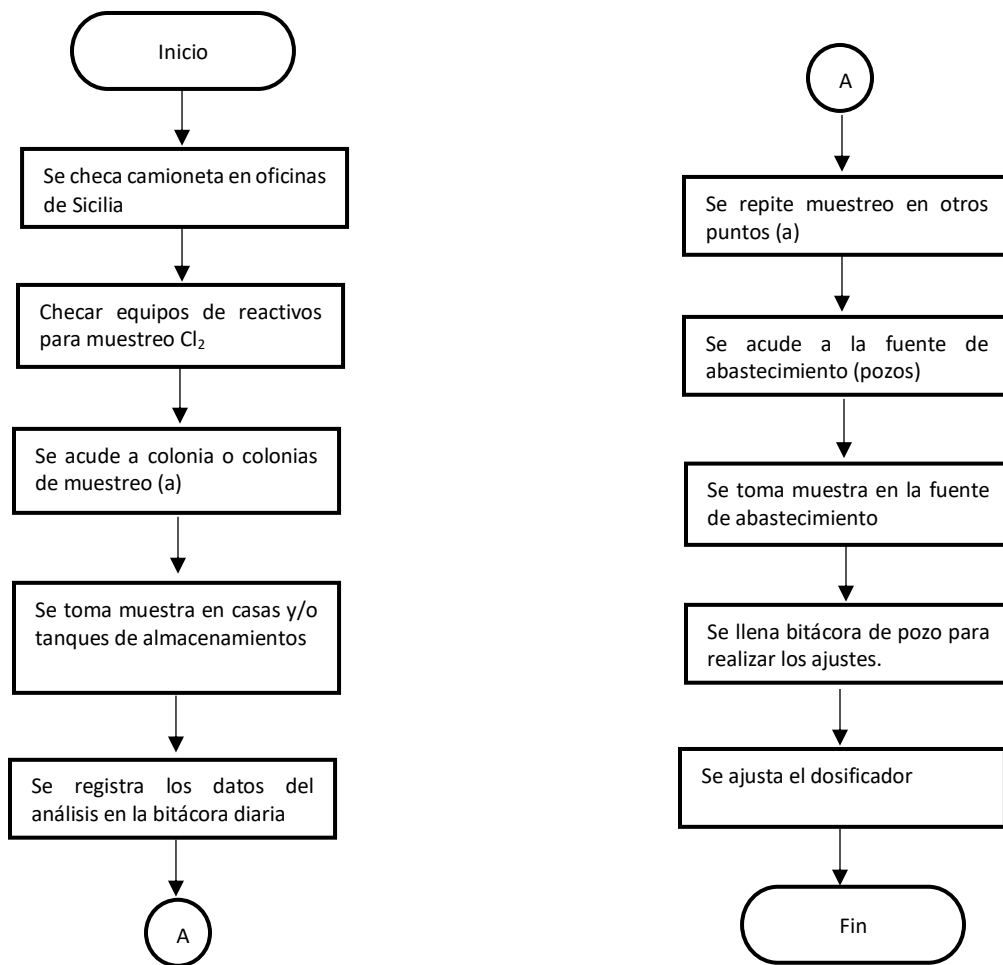 Inicio
Se checa camioneta en oficinas
de Sicilia
Checar equipos de reactivos
para muestreo Cl₂
Se acude a colonia o colonias
de muestreo (a)
Se toma muestra en casas y/o
tanques de almacenamientos
Se registra los datos del
análisis en la bitácora diaria
A
A
Se repite muestreo en otros
puntos (a)
Se acude a la fuente de
abastecimiento (pozos)
Se toma muestra en la fuente
de abastecimiento
Se llena bitácora de pozo para
realizar los ajustes.
Se ajusta el dosificador
Fin